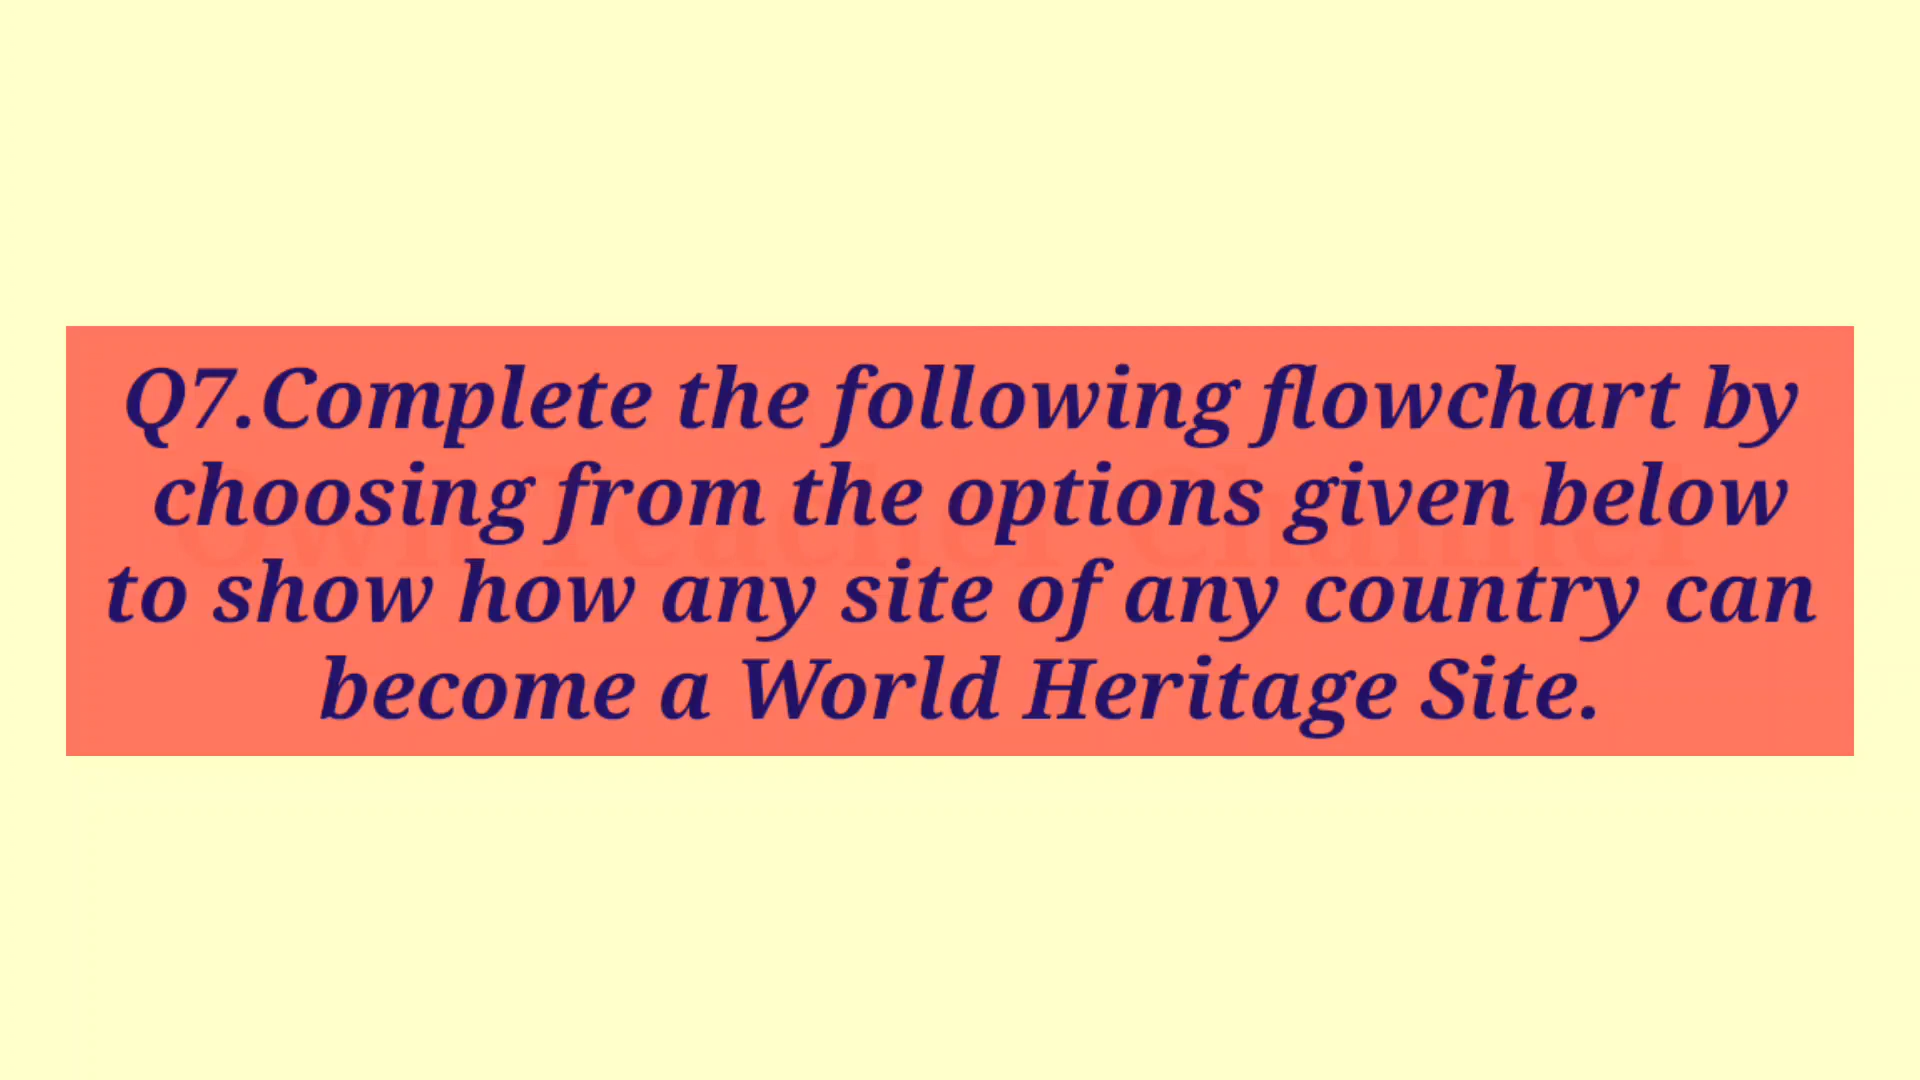 Q7.Complete the following flowchart by
choosing from the options given below
to show how any site of any country can
become a World Heritage Site.